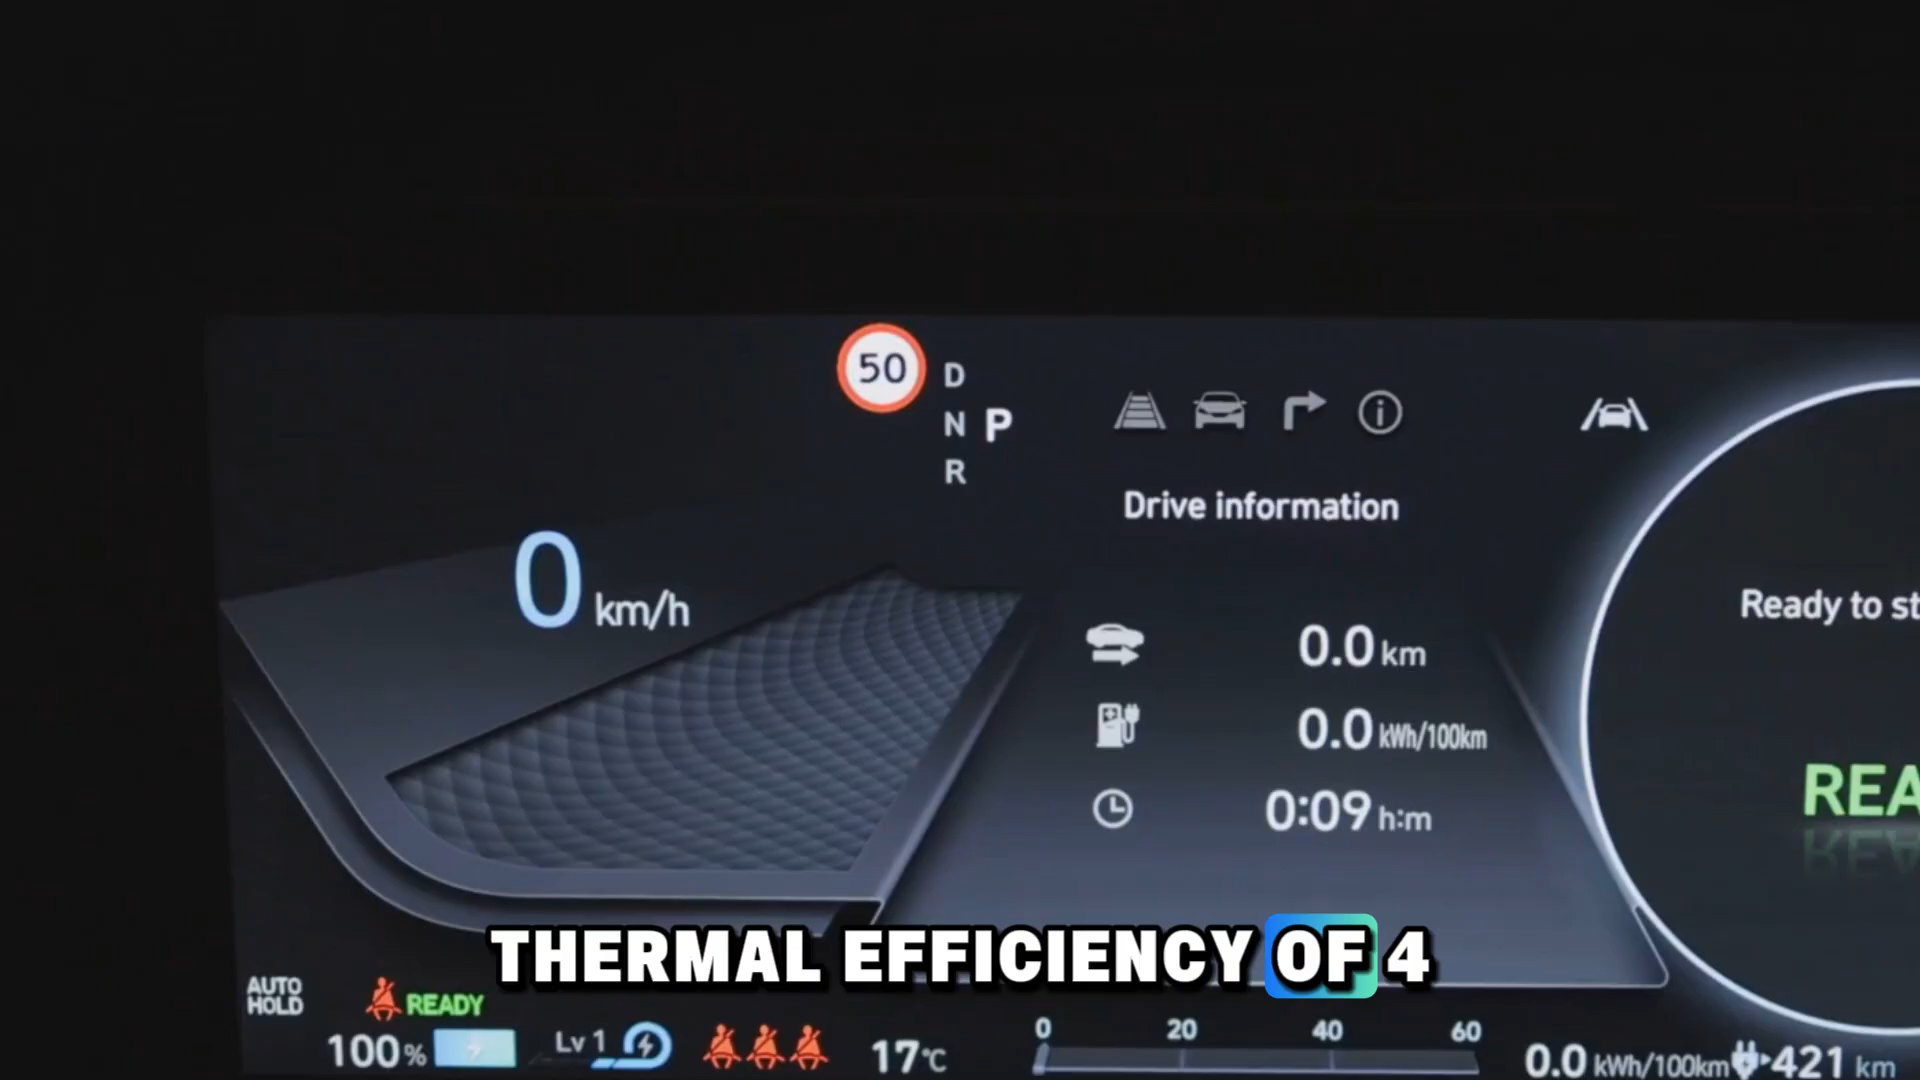 50
D
N P
R
Drive information
0 km/h
Ready to st
0.0 km
0.0 kWh/100km
REA
0:09 h:m
THERMAL EFFICIENCY OF 4
AUTO
HOLD
READY
100% Lv 1 17°C
0 20 40 60
0.0 kWh/100km 421 km